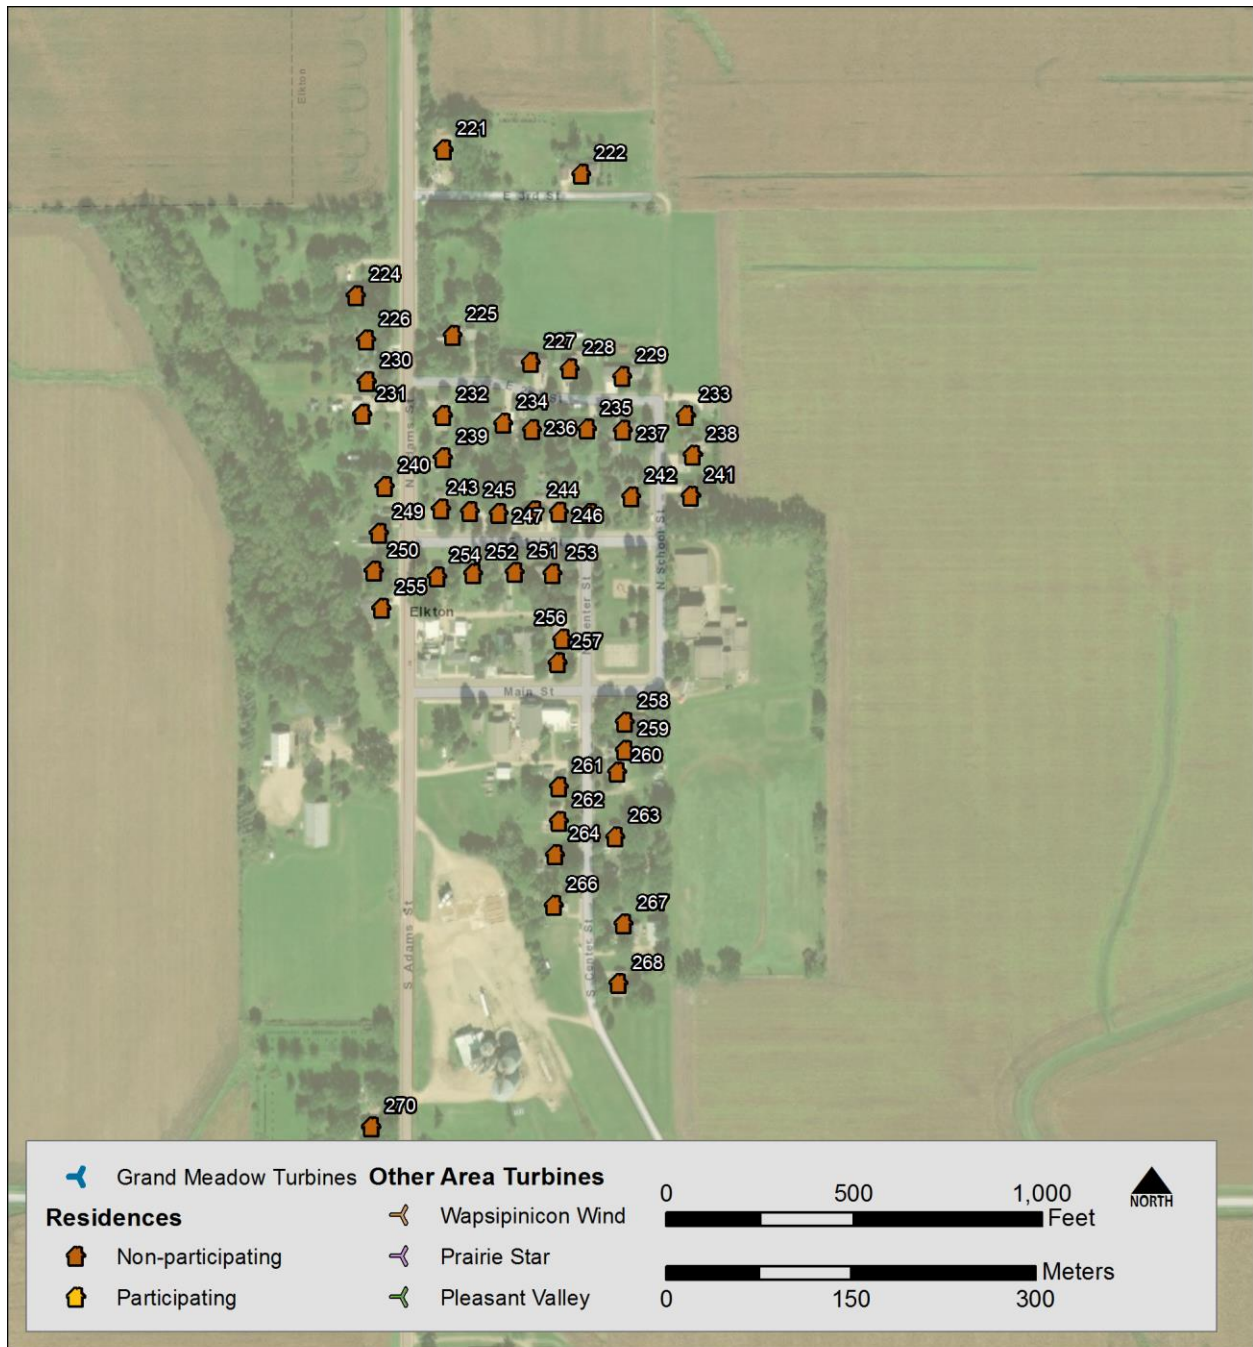 Elkton
221
222
E 3rd St
224
225
226
227
228
229
230
231
232
233
234
235
236
237
238
239
240
241
242
243
245
244
247
246
249
250
254
252
251
253
255
Elkton
256
257
N Adams St
N School St
N Center St
E 2nd St
Main St
258
259
260
261
262
263
264
266
267
268
S Adams St
S Center St
270
Grand Meadow Turbines
Residences
Non-participating
Participating
Other Area Turbines
Wapsipinicon Wind
Prairie Star
Pleasant Valley
0 500 1,000
Feet
Meters
0 150 300
NORTH